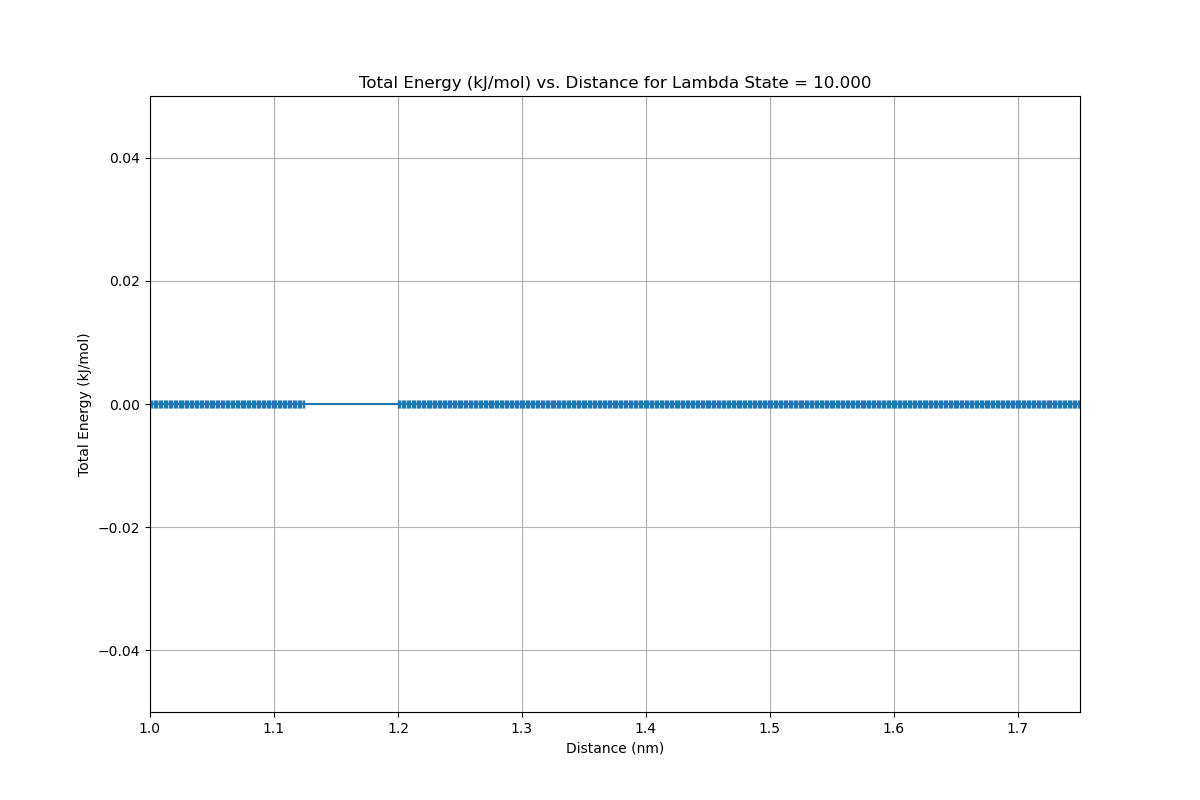 Total Energy (kJ/mol) vs. Distance for Lambda State = 10.000
0.04
0.02
0.00
−0.02
−0.04
Total Energy (kJ/mol)
1.0 1.1 1.2 1.3 1.4 1.5 1.6 1.7
Distance (nm)